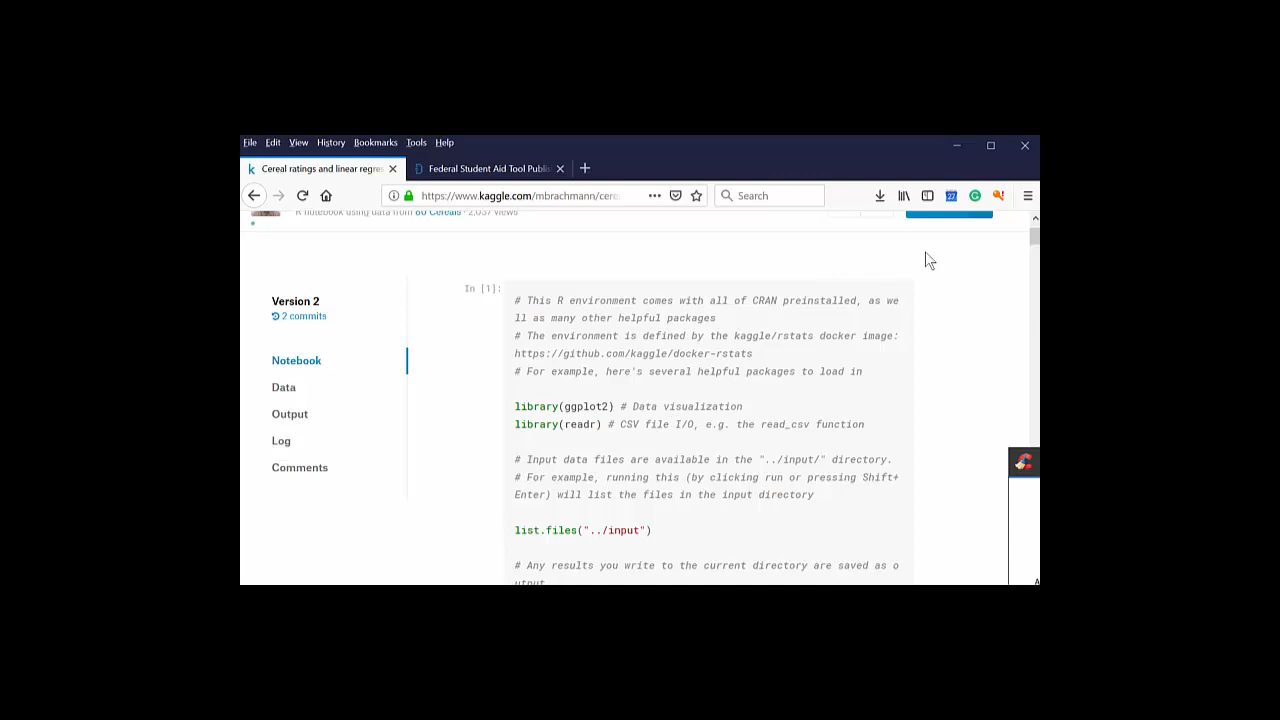 File Edit View History Bookmarks Tools Help
Cereal ratings and linear regres
Federal Student Aid Tool Publi
https://www.kaggle.com/mbrachmann/cere
Search
27
R notebook using data from 80 Cereals · 2,037 views
Version 2
2 commits
Notebook
Data
Output
Log
Comments
In [1]:
# This R environment comes with all of CRAN preinstalled, as we
ll as many other helpful packages
# The environment is defined by the kaggle/rstats docker image:
https://github.com/kaggle/docker-rstats
# For example, here's several helpful packages to load in
library(ggplot2) # Data visualization
library(readr) # CSV file I/O, e.g. the read_csv function
# Input data files are available in the "../input/" directory.
# For example, running this (by clicking run or pressing Shift+
Enter) will list the files in the input directory
list.files("../input")
# Any results you write to the current directory are saved as o
utput